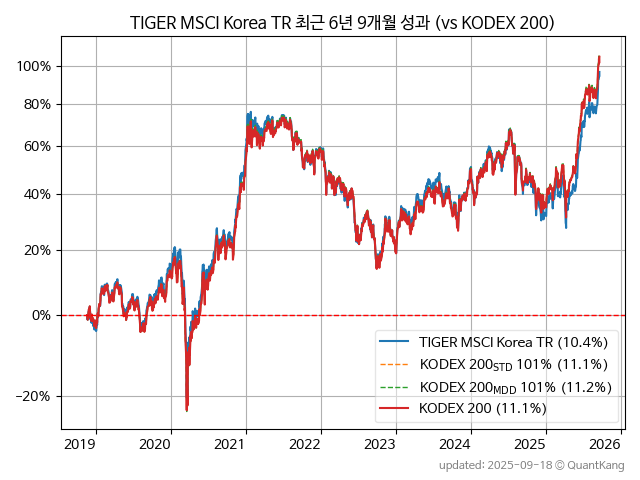 TIGER MSCI Korea TR 최근 6년 9개월 성과 (vs KODEX 200)
100%
80%
60%
40%
20%
0%
−20%
TIGER MSCI Korea TR (10.4%)
KODEX 200STD 101% (11.1%)
KODEX 200MDD 101% (11.2%)
KODEX 200 (11.1%)
2019 2020 2021 2022 2023 2024 2025 2026
updated: 2025-09-18 © QuantKang